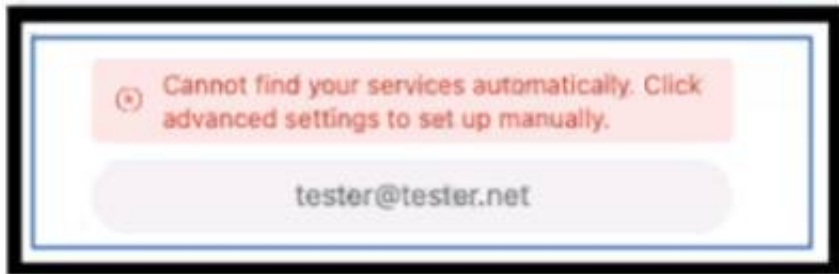 Cannot find your services automatically. Click
advanced settings to set up manually.
tester@tester.net